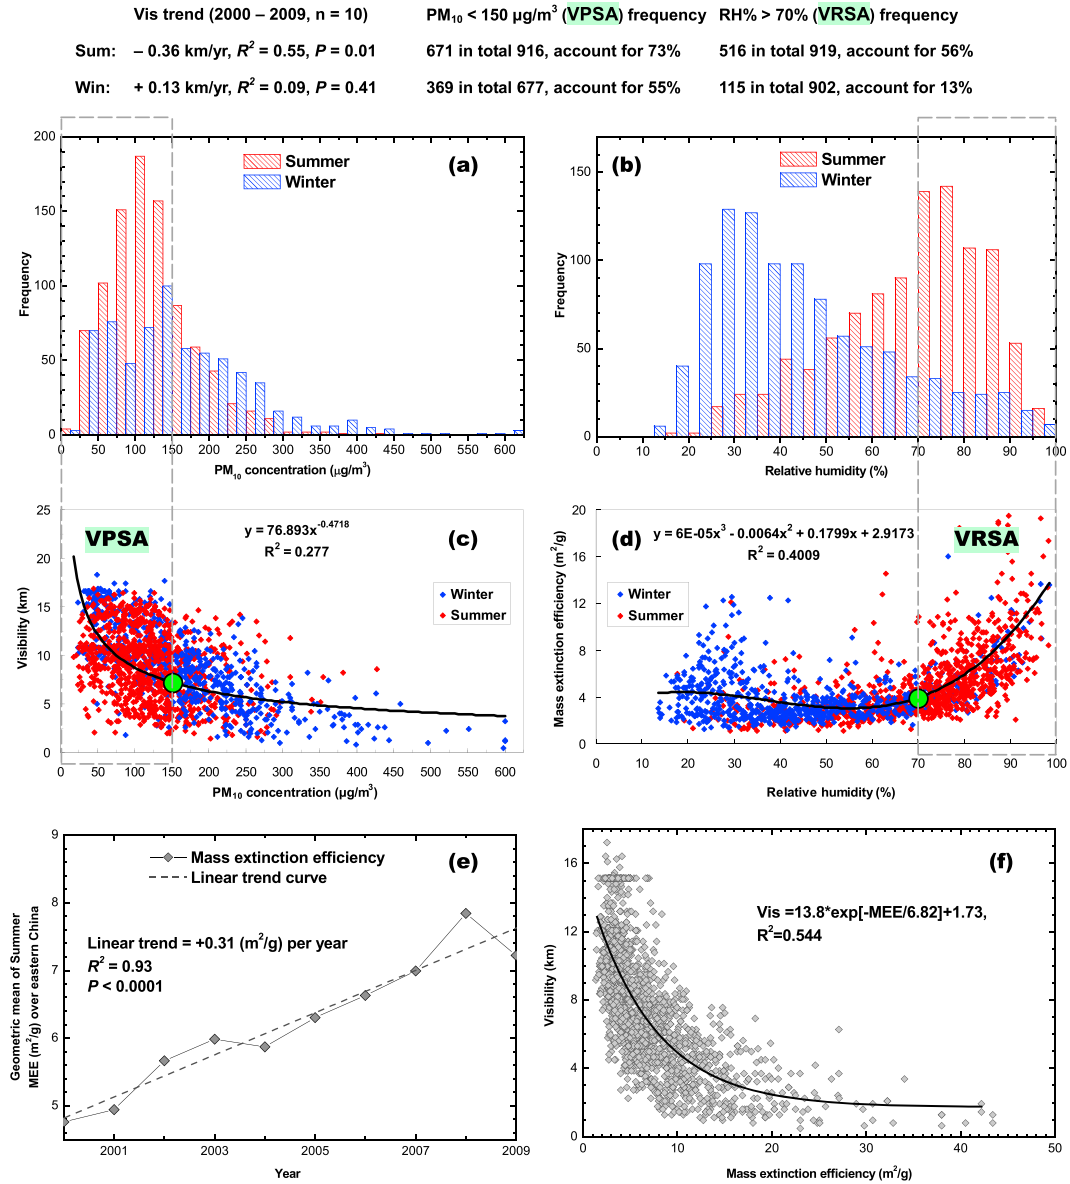 Vis trend (2000 – 2009, n = 10)
PM10 < 150 μg/m3 (VPSA) frequency
RH% > 70% (VRSA) frequency
Sum: – 0.36 km/yr, R2 = 0.55, P = 0.01
671 in total 916, account for 73%
516 in total 919, account for 56%
Win: + 0.13 km/yr, R2 = 0.09, P = 0.41
369 in total 677, account for 55%
115 in total 902, account for 13%
200
150
100
50
0
Frequency
Summer
Winter
(a)
0 50 100 150 200 250 300 350 400 450 500 550 600
PM10 concentration (μg/m3)
150
100
50
0
Frequency
(b)
Summer
Winter
0 10 20 30 40 50 60 70 80 90 100
Relative humidity (%)
25
20
15
10
5
0
Visibility (km)
VPSA
y = 76.893x-0.4718
R2 = 0.277
(c)
Winter
Summer
0 50 100 150 200 250 300 350 400 450 500 550 600
PM10 concentration (μg/m3)
20
16
12
8
4
0
Mass extinction efficiency (m2/g)
(d)
y = 6E-05x3 - 0.0064x2 + 0.1799x + 2.9173
R2 = 0.4009
VRSA
Winter
Summer
0 10 20 30 40 50 60 70 80 90 100
Relative humidity (%)
9
8
7
6
5
Geometric mean of Summer
MEE (m2/g) over eastern China
Mass extinction efficiency
Linear trend curve
(e)
Linear trend = +0.31 (m2/g) per year
R2 = 0.93
P < 0.0001
2001 2003 2005 2007 2009
Year
16
12
8
4
0
Visibility (km)
(f)
Vis =13.8*exp[-MEE/6.82]+1.73,
R2=0.544
0 10 20 30 40 50
Mass extinction efficiency (m2/g)